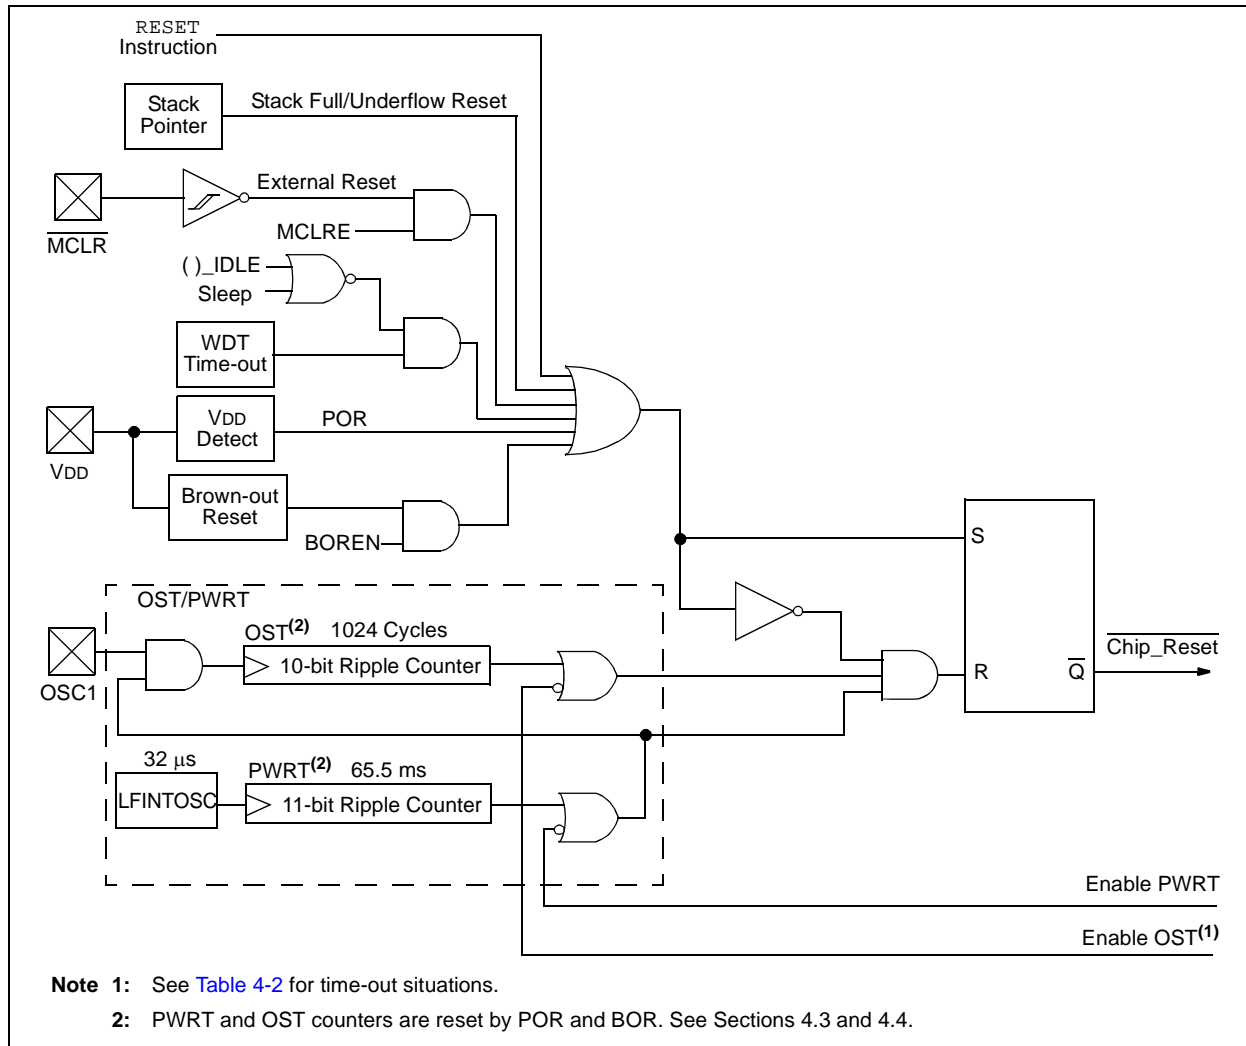 RESET
Instruction
Stack
Pointer
Stack Full/Underflow Reset
External Reset
MCLR
MCLRE
( )_IDLE
Sleep
WDT
Time-out
VDD
VDD
Detect
POR
Brown-out
Reset
BOREN
S
OST/PWRT
OST(2) 1024 Cycles
10-bit Ripple Counter
OSC1
R
Q
Chip_Reset
32 μs
LFINTOSC
PWRT(2) 65.5 ms
11-bit Ripple Counter
Enable PWRT
Enable OST(1)
Note 1: See Table 4-2 for time-out situations.
2: PWRT and OST counters are reset by POR and BOR. See Sections 4.3 and 4.4.